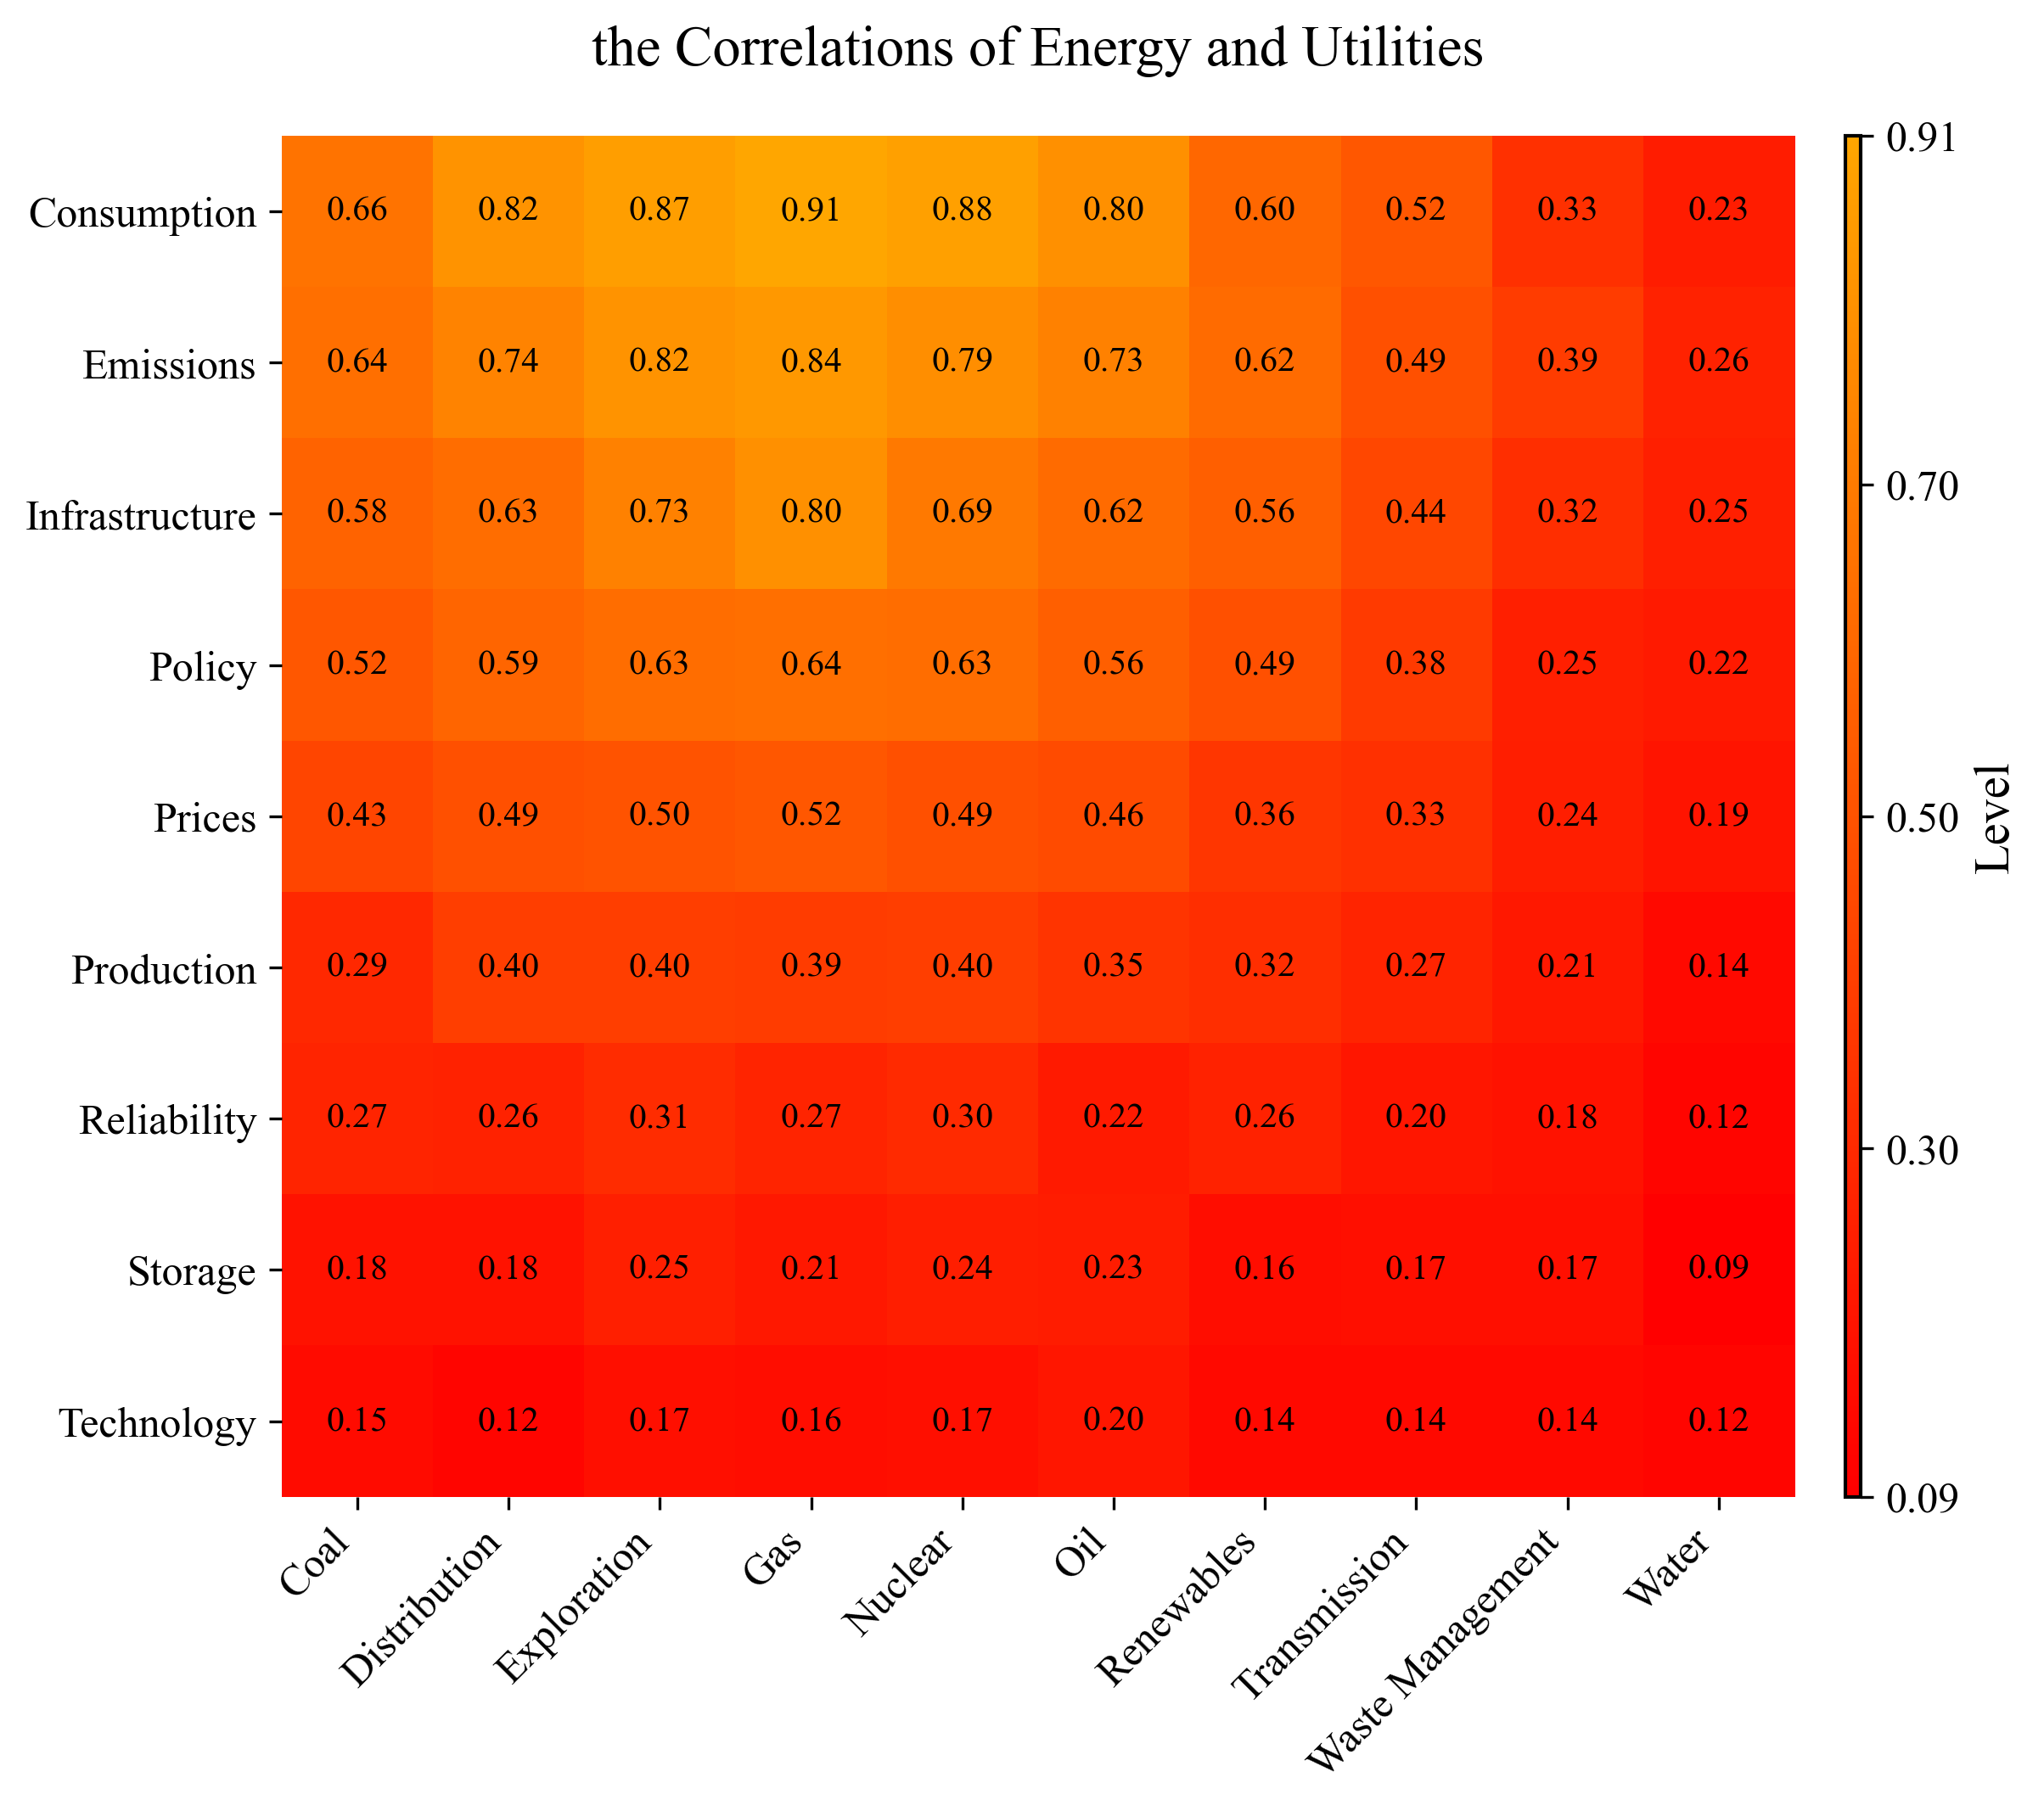 the Correlations of Energy and Utilities
Consumption 0.66 0.82 0.87 0.91 0.88 0.80 0.60 0.52 0.33 0.23
Emissions 0.64 0.74 0.82 0.84 0.79 0.73 0.62 0.49 0.39 0.26
Infrastructure 0.58 0.63 0.73 0.80 0.69 0.62 0.56 0.44 0.32 0.25
Policy 0.52 0.59 0.63 0.64 0.63 0.56 0.49 0.38 0.25 0.22
Prices 0.43 0.49 0.50 0.52 0.49 0.46 0.36 0.33 0.24 0.19
Production 0.29 0.40 0.40 0.39 0.40 0.35 0.32 0.27 0.21 0.14
Reliability 0.27 0.26 0.31 0.27 0.30 0.22 0.26 0.20 0.18 0.12
Storage 0.18 0.18 0.25 0.21 0.24 0.23 0.16 0.17 0.17 0.09
Technology 0.15 0.12 0.17 0.16 0.17 0.20 0.14 0.14 0.14 0.12
Coal
Distribution
Exploration
Gas
Nuclear
Oil
Renewables
Transmission
Waste Management
Water
0.91
0.70
0.50
0.30
0.09
Level